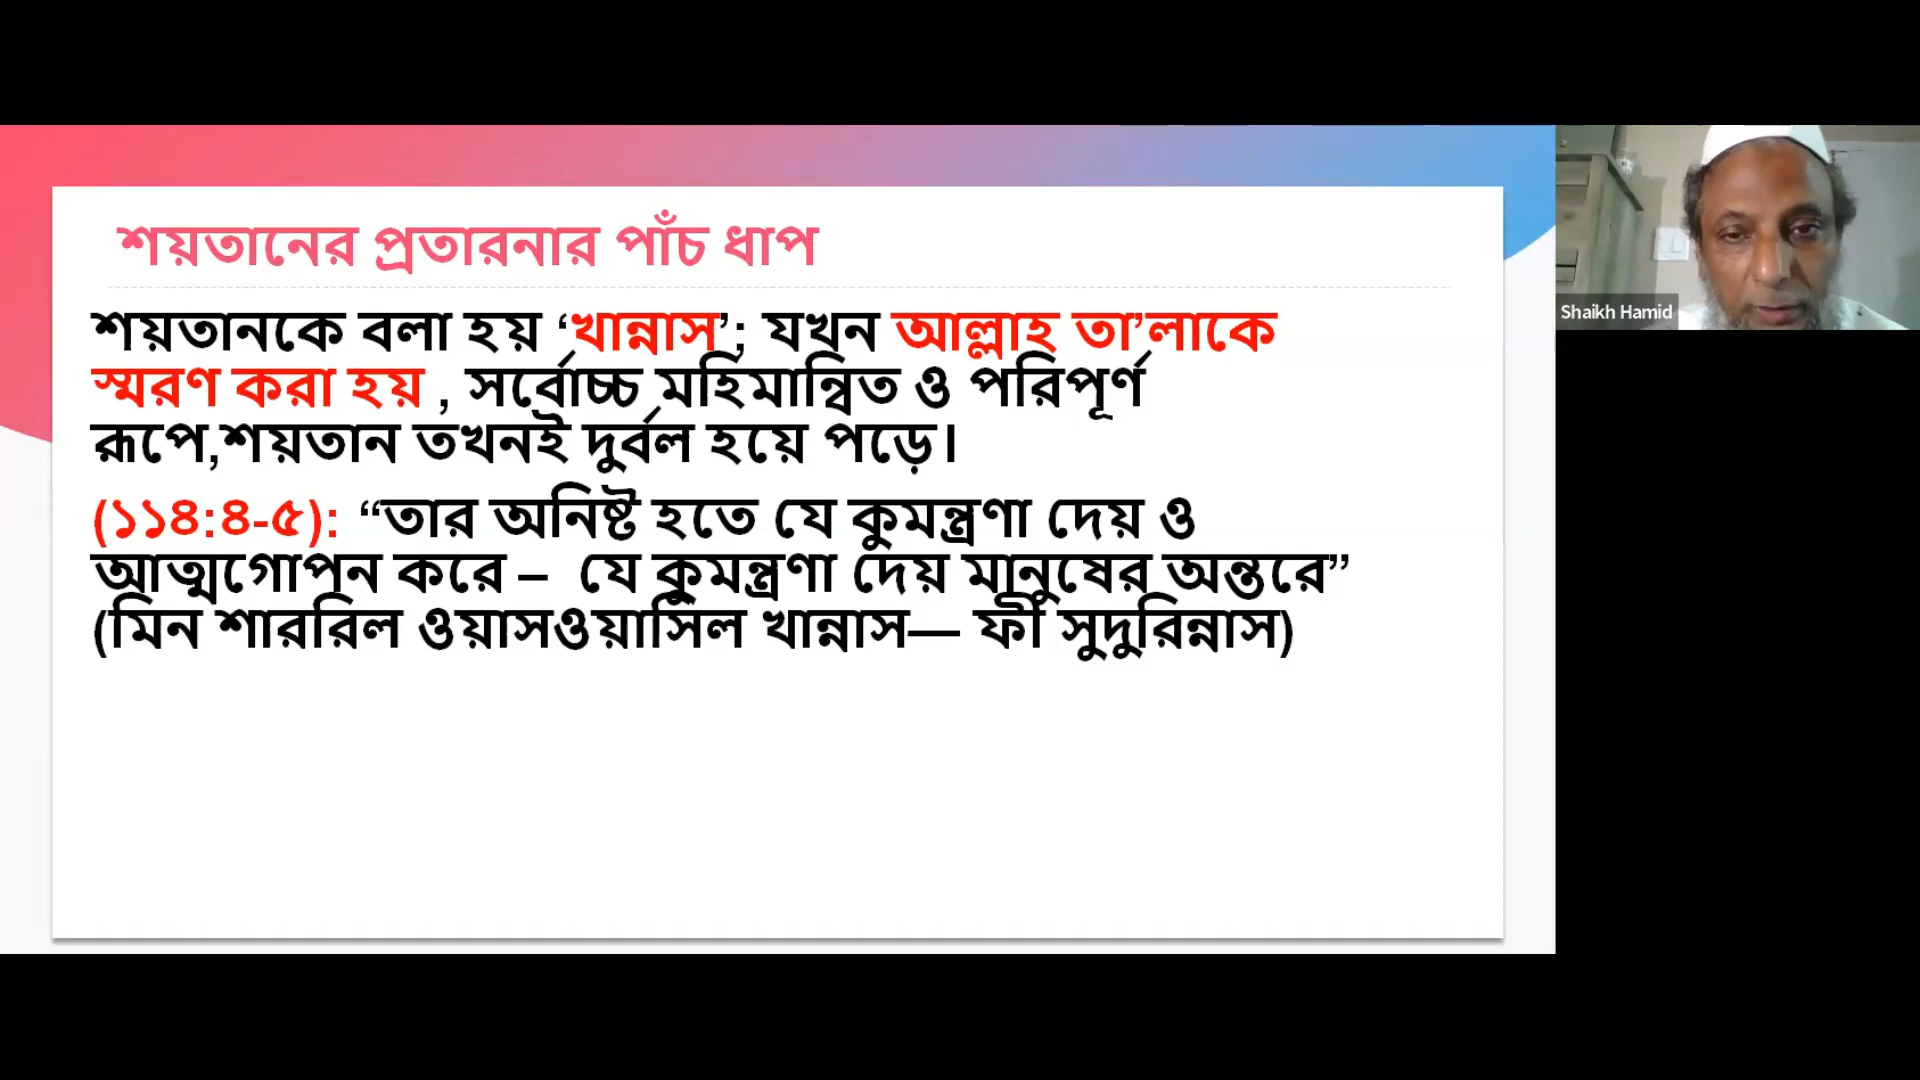 শয়তানের প্রতারনার পাঁচ ধাপ
শয়তানকে বলা হয় ‘খান্নাস’; যখন আল্লাহ তা’লাকে
স্মরণ করা হয় , সর্বোচ্চ মহিমান্বিত ও পরিপূর্ণ
রূপে,শয়তান তখনই দুর্বল হয়ে পড়ে।
(১১৪:৪-৫): “তার অনিষ্ট হতে যে কুমন্ত্রণা দেয় ও
আত্মগোপন করে – যে কুমন্ত্রণা দেয় মানুষের অন্তরে”
(মিন শাররিল ওয়াসওয়াসিল খান্নাস— ফী সুদুরিন্নাস)
Shaikh Hamid